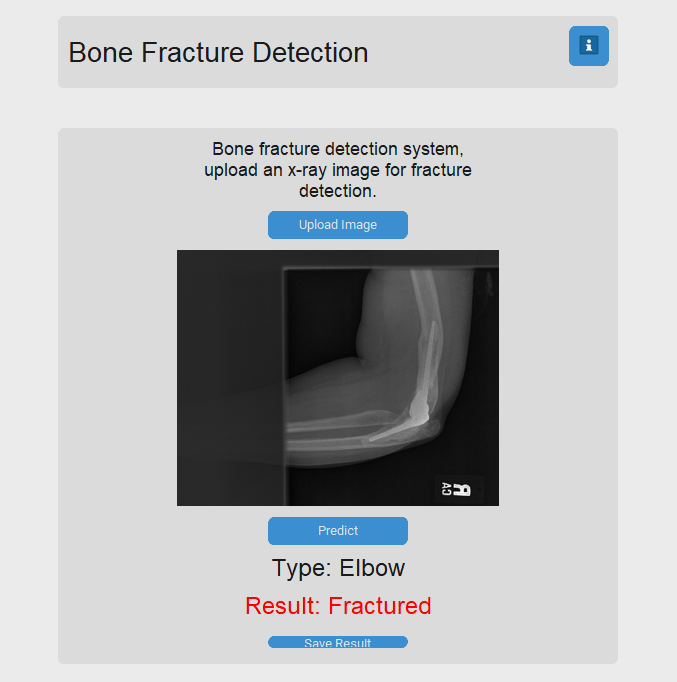 Bone Fracture Detection
Bone fracture detection system,
upload an x-ray image for fracture
detection.
Upload Image
CA
R
Predict
Type: Elbow
Result: Fractured
Save Result